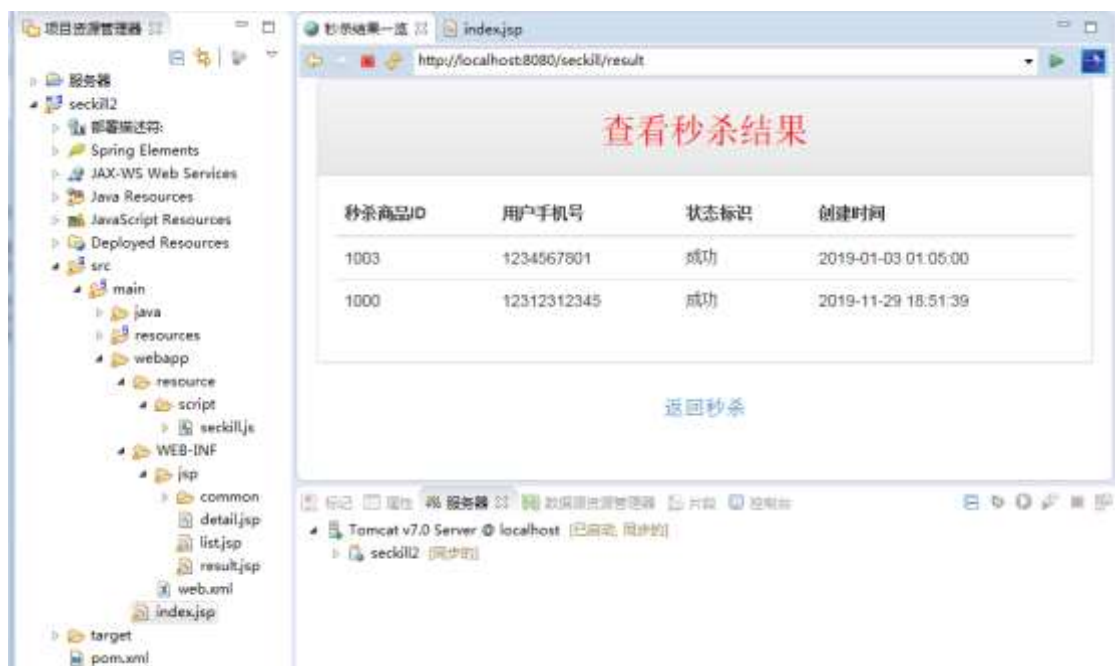 项目资源管理器
服务器
seckill2
部署描述符:
Spring Elements
JAX-WS Web Services
Java Resources
JavaScript Resources
Deployed Resources
src
main
java
resources
webapp
resource
script
seckill.js
WEB-INF
jsp
common
detail.jsp
list.jsp
result.jsp
web.xml
index.jsp
target
pom.xml
秒杀结果一览 index.jsp
http://localhost:8080/seckill/result
查看秒杀结果
秒杀商品ID 用户手机号 状态标识 创建时间
1003 1234567801 成功 2019-01-03 01:05:00
1000 12312312345 成功 2019-11-29 18:51:39
返回秒杀
标记 属性 服务器 数据源资源管理器 片段 控制台
Tomcat v7.0 Server @ localhost [已启动, 同步的]
seckill2 [同步的]